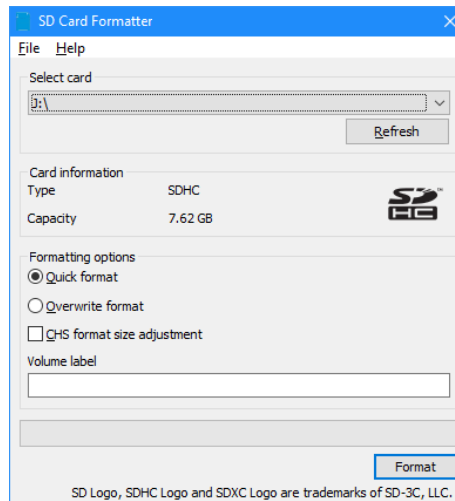 SD Card Formatter
File Help
Select card
J:\
Refresh
Card information
Type SDHC
Capacity 7.62 GB
SD HC
Formatting options
Quick format
Overwrite format
CHS format size adjustment
Volume label
Format
SD Logo, SDHC Logo and SDXC Logo are trademarks of SD-3C, LLC.